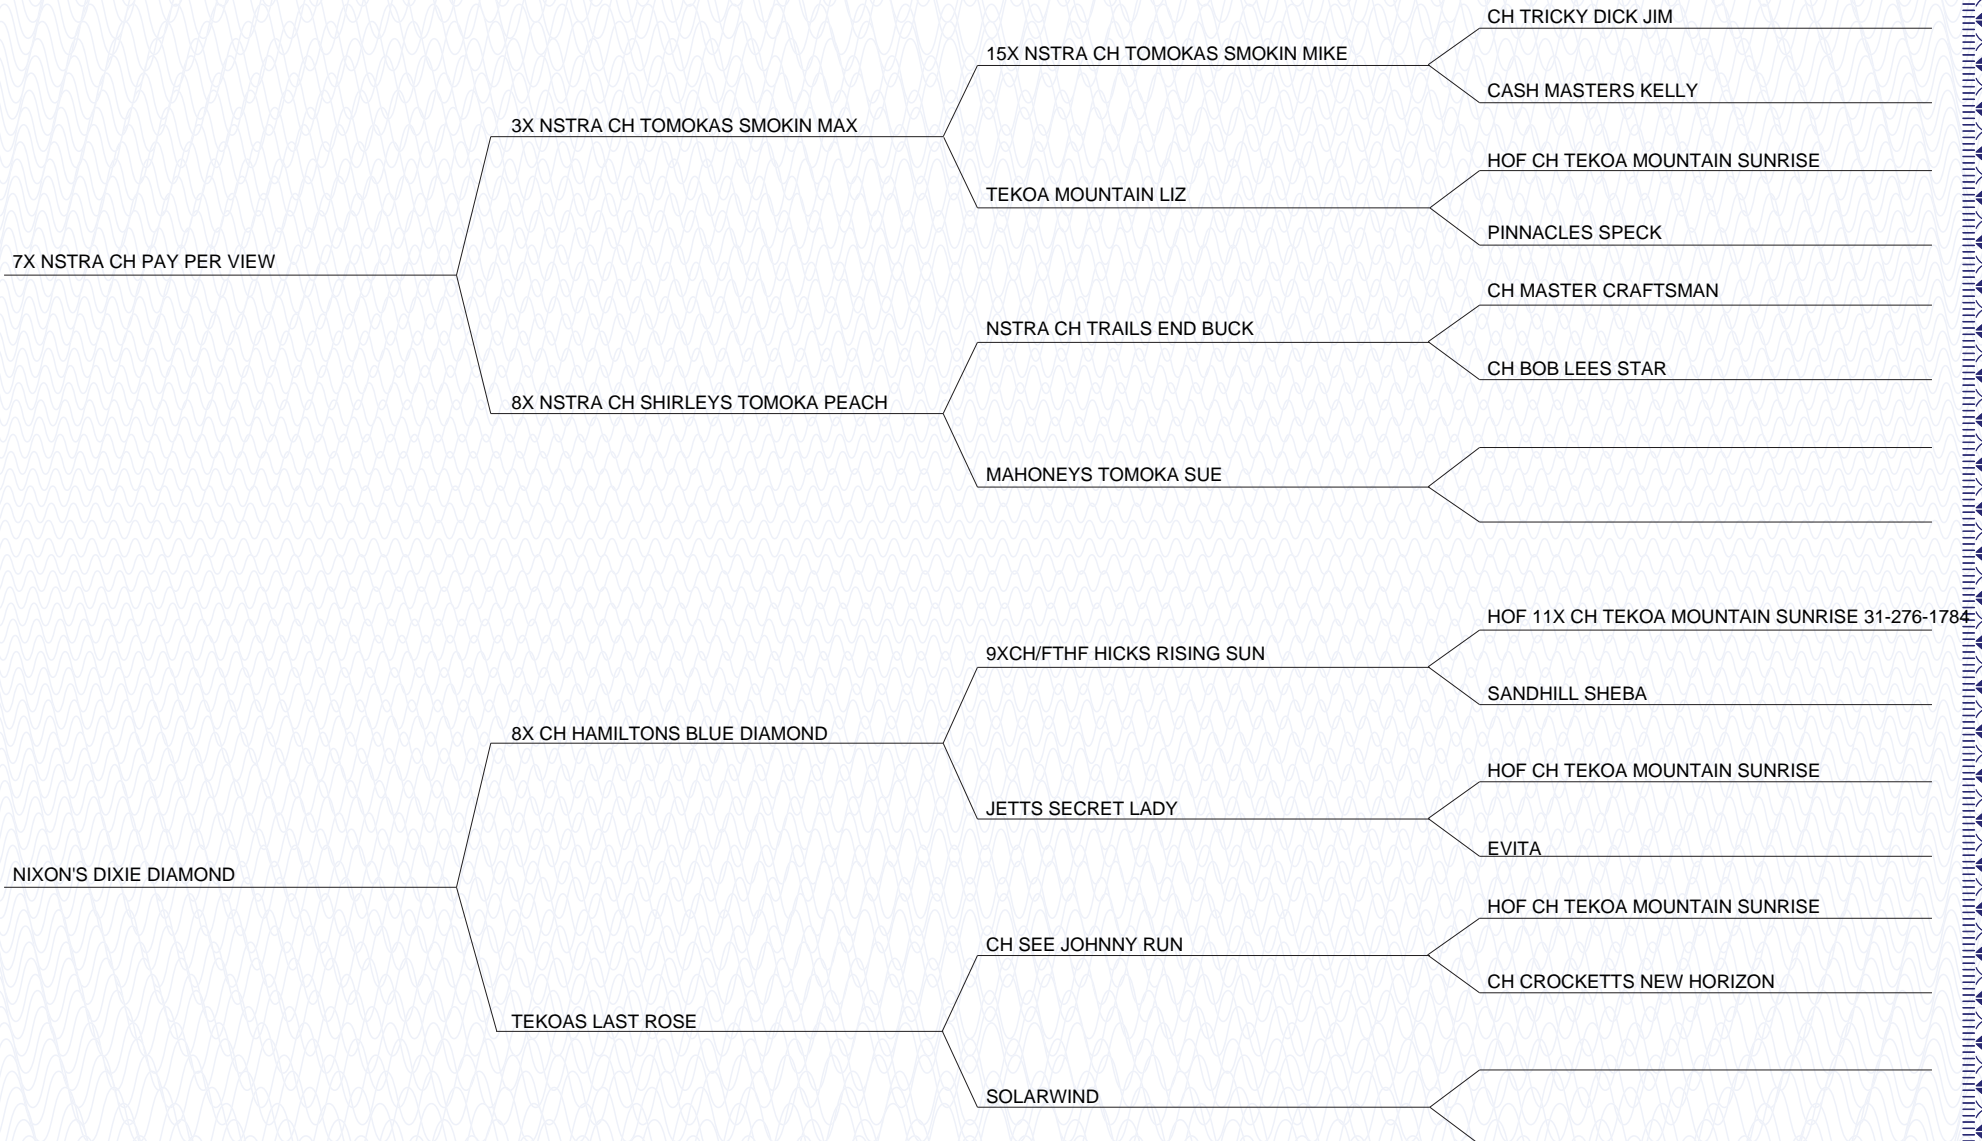 CH TRICKY DICK JIM
15X NSTRA CH TOMOKAS SMOKIN MIKE
CASH MASTERS KELLY
3X NSTRA CH TOMOKAS SMOKIN MAX
HOF CH TEKOA MOUNTAIN SUNRISE
TEKOA MOUNTAIN LIZ
PINNACLES SPECK
7X NSTRA CH PAY PER VIEW
CH MASTER CRAFTSMAN
NSTRA CH TRAILS END BUCK
CH BOB LEES STAR
8X NSTRA CH SHIRLEYS TOMOKA PEACH
MAHONEYS TOMOKA SUE
HOF 11X CH TEKOA MOUNTAIN SUNRISE 31-276-1784
9XCH/FTHF HICKS RISING SUN
SANDHILL SHEBA
8X CH HAMILTONS BLUE DIAMOND
HOF CH TEKOA MOUNTAIN SUNRISE
JETTS SECRET LADY
EVITA
NIXON'S DIXIE DIAMOND
HOF CH TEKOA MOUNTAIN SUNRISE
CH SEE JOHNNY RUN
CH CROCKETTS NEW HORIZON
TEKOAS LAST ROSE
SOLARWIND